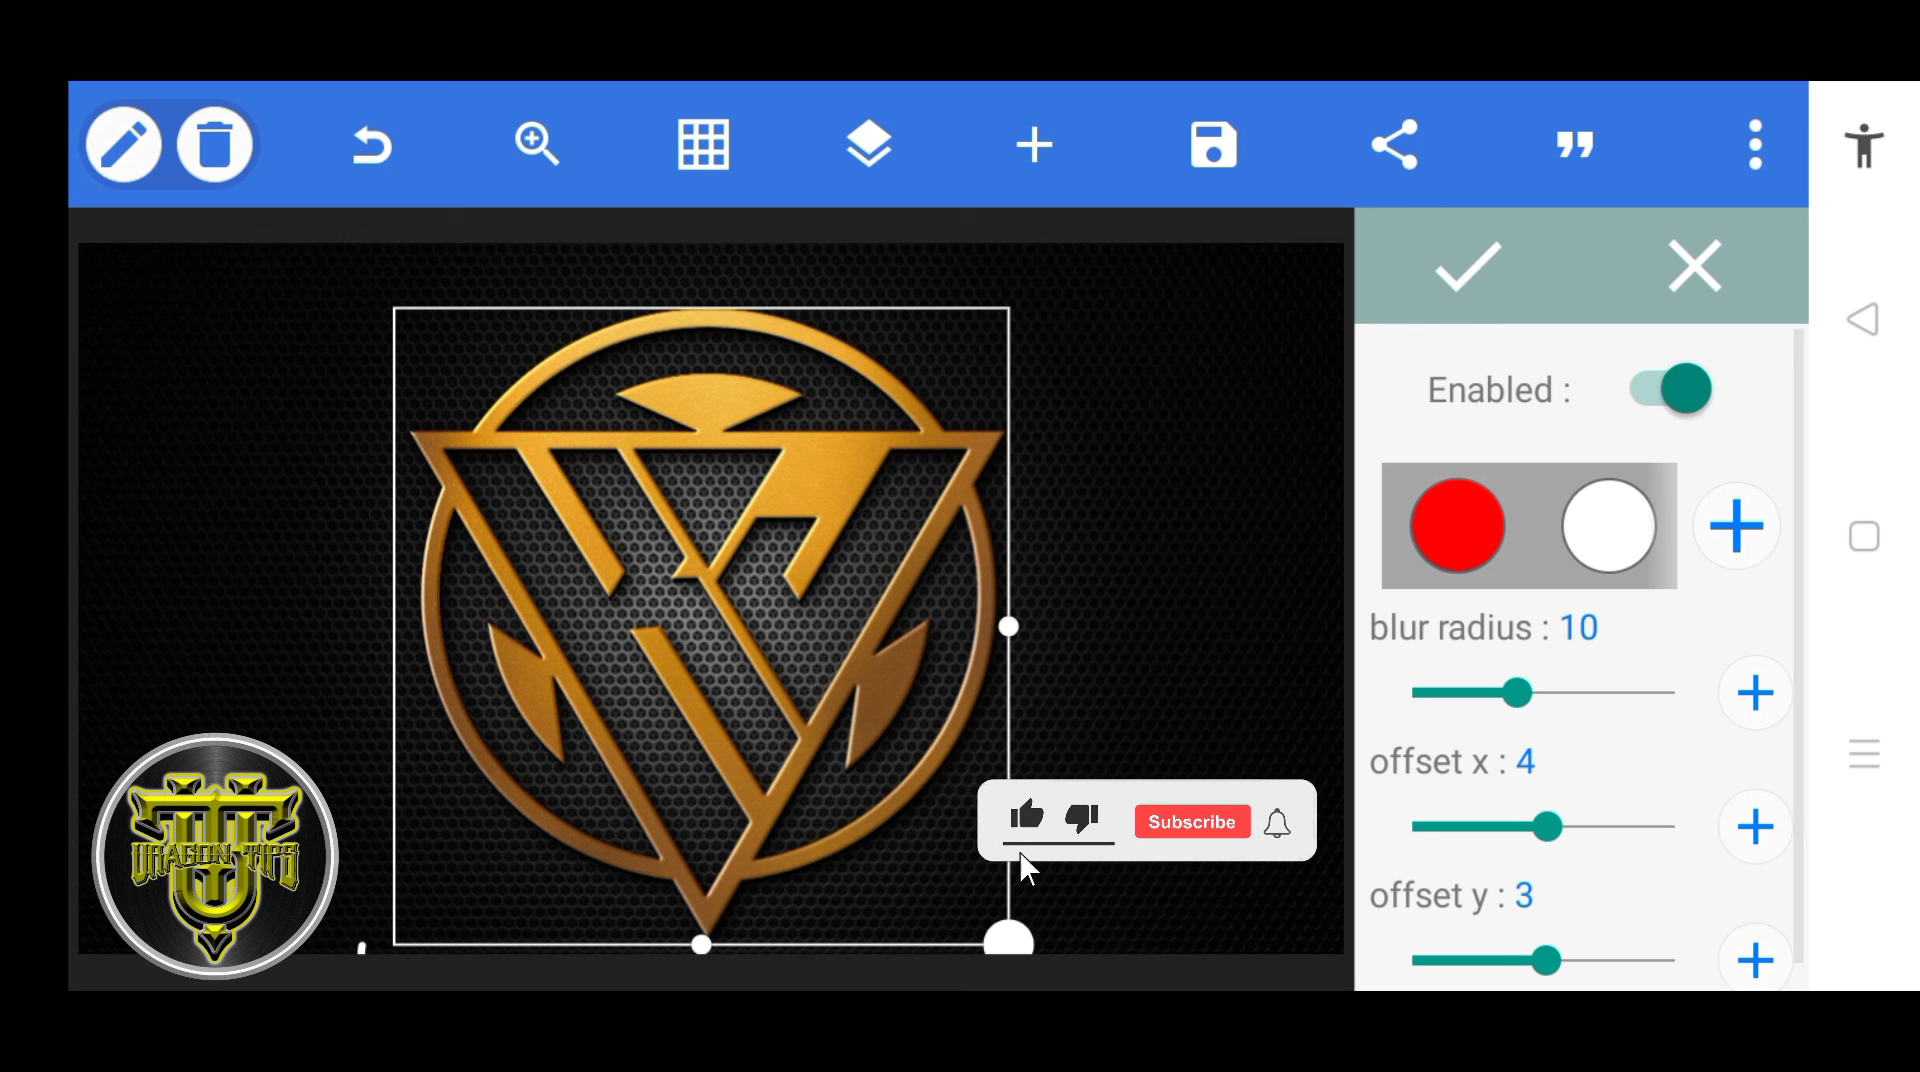 Enabled :
blur radius : 10
offset x : 4
offset y : 3
Subscribe
DRAGON TIPS